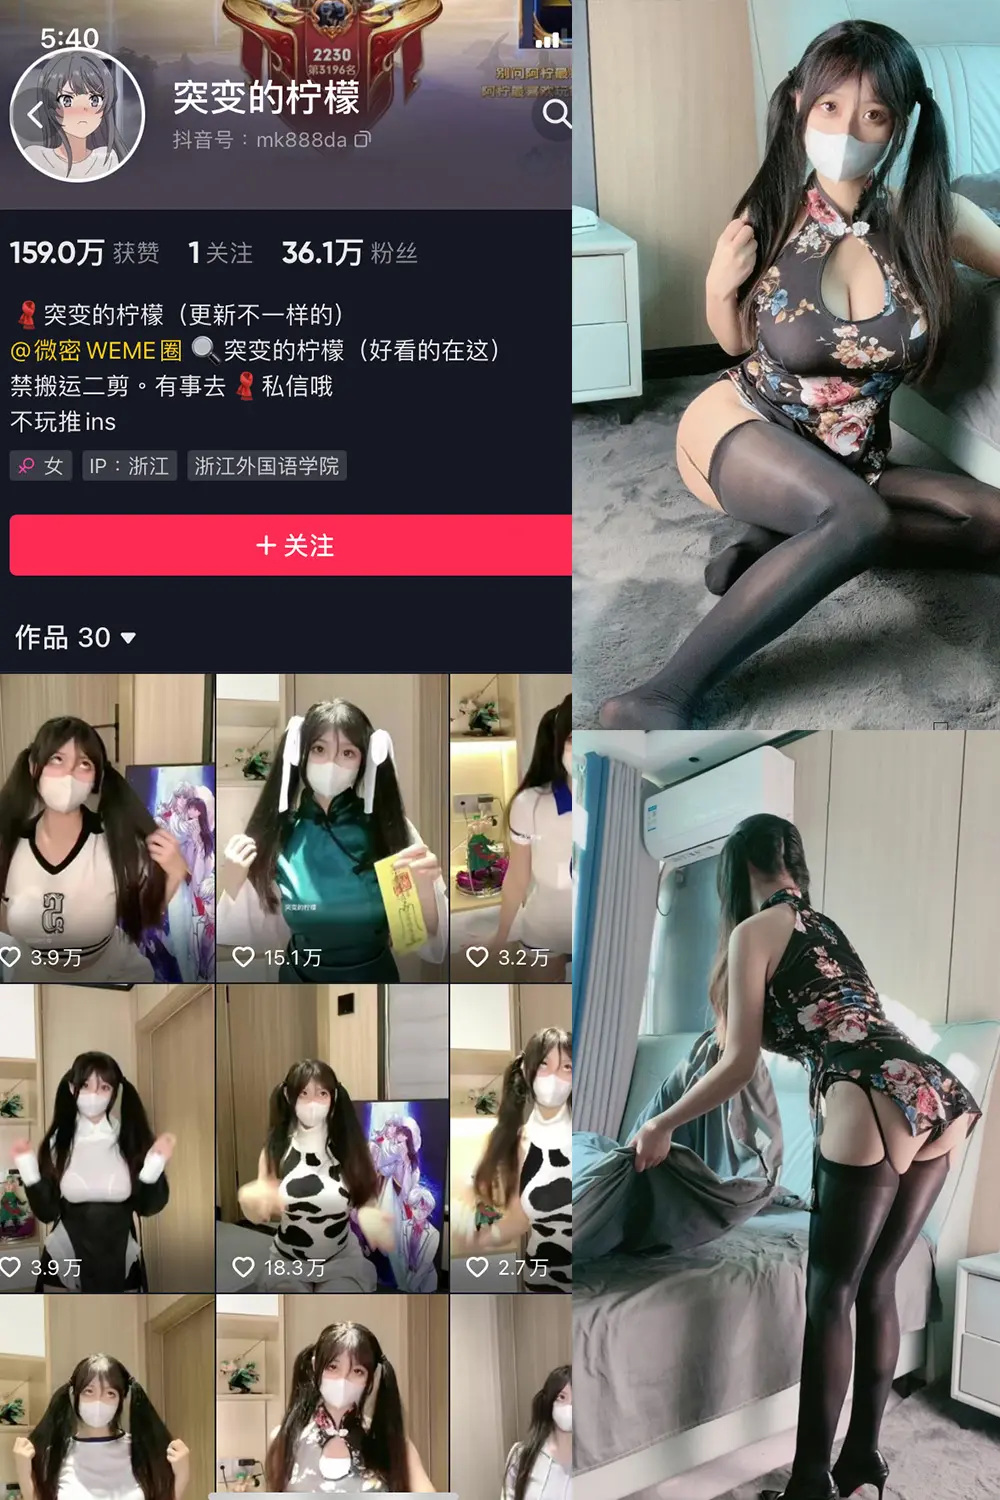 5:40
2230
第3196名
突变的柠檬
抖音号：mk888da
159.0万 获赞 1 关注 36.1万 粉丝
突变的柠檬（更新不一样的）
@微密WEME圈 🔍突变的柠檬（好看的在这）
禁搬运二剪。有事去 🧣私信哦
不玩推ins
女 IP：浙江 浙江外国语学院
+ 关注
作品 30
突变的柠檬
3.9万 15.1万 3.2万
3.9万 18.3万 2.7万